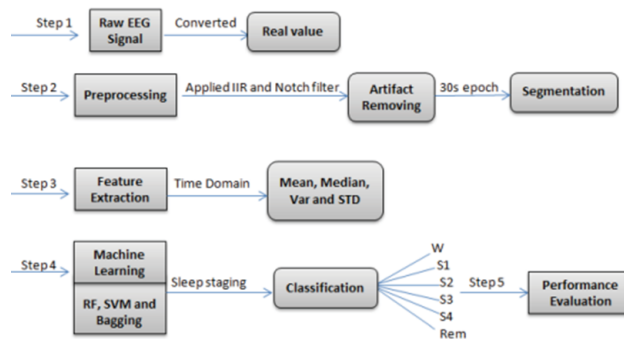 Step 1
Raw EEG
Signal
Converted
Real value
Step 2
Preprocessing
Applied IIR and Notch filter
Artifact
Removing
30s epoch
Segmentation
Step 3
Feature
Extraction
Time Domain
Mean, Median,
Var and STD
Step 4
Machine
Learning
RF, SVM and
Bagging
Sleep staging
Classification
W
S1
S2
S3
S4
Rem
Step 5
Performance
Evaluation